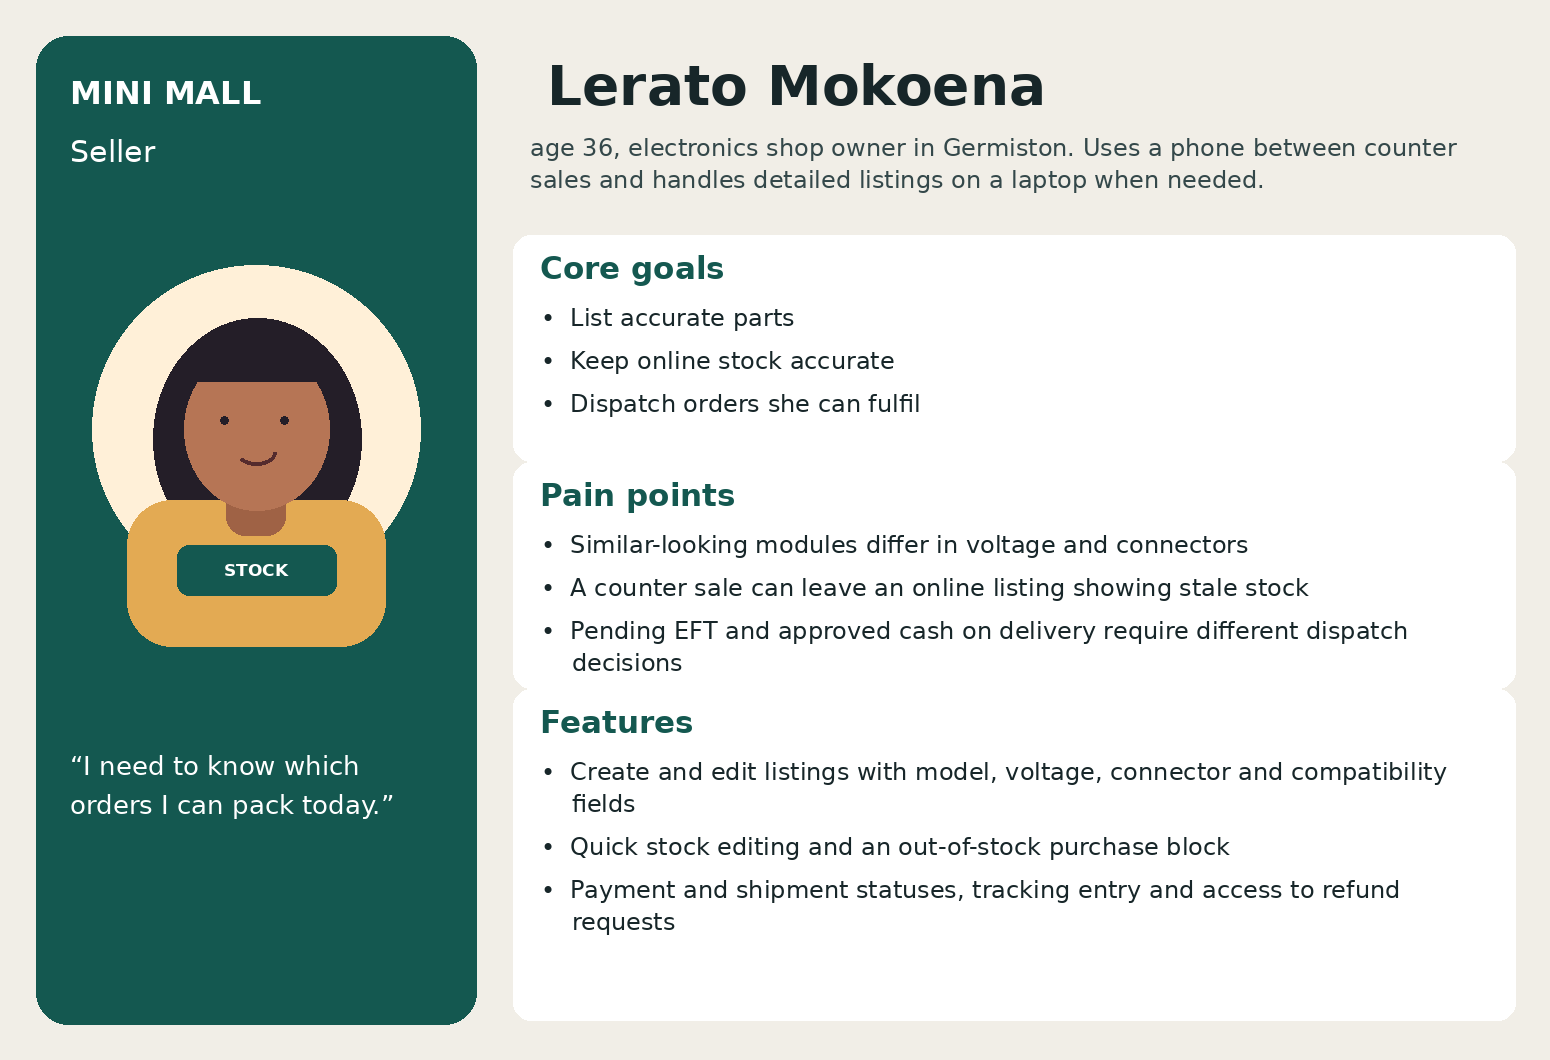 MINI MALL
Seller
STOCK
“I need to know which
orders I can pack today.”
Lerato Mokoena
age 36, electronics shop owner in Germiston. Uses a phone between counter
sales and handles detailed listings on a laptop when needed.
Core goals
• List accurate parts
• Keep online stock accurate
• Dispatch orders she can fulfil
Pain points
• Similar-looking modules differ in voltage and connectors
• A counter sale can leave an online listing showing stale stock
• Pending EFT and approved cash on delivery require different dispatch
decisions
Features
• Create and edit listings with model, voltage, connector and compatibility
fields
• Quick stock editing and an out-of-stock purchase block
• Payment and shipment statuses, tracking entry and access to refund
requests